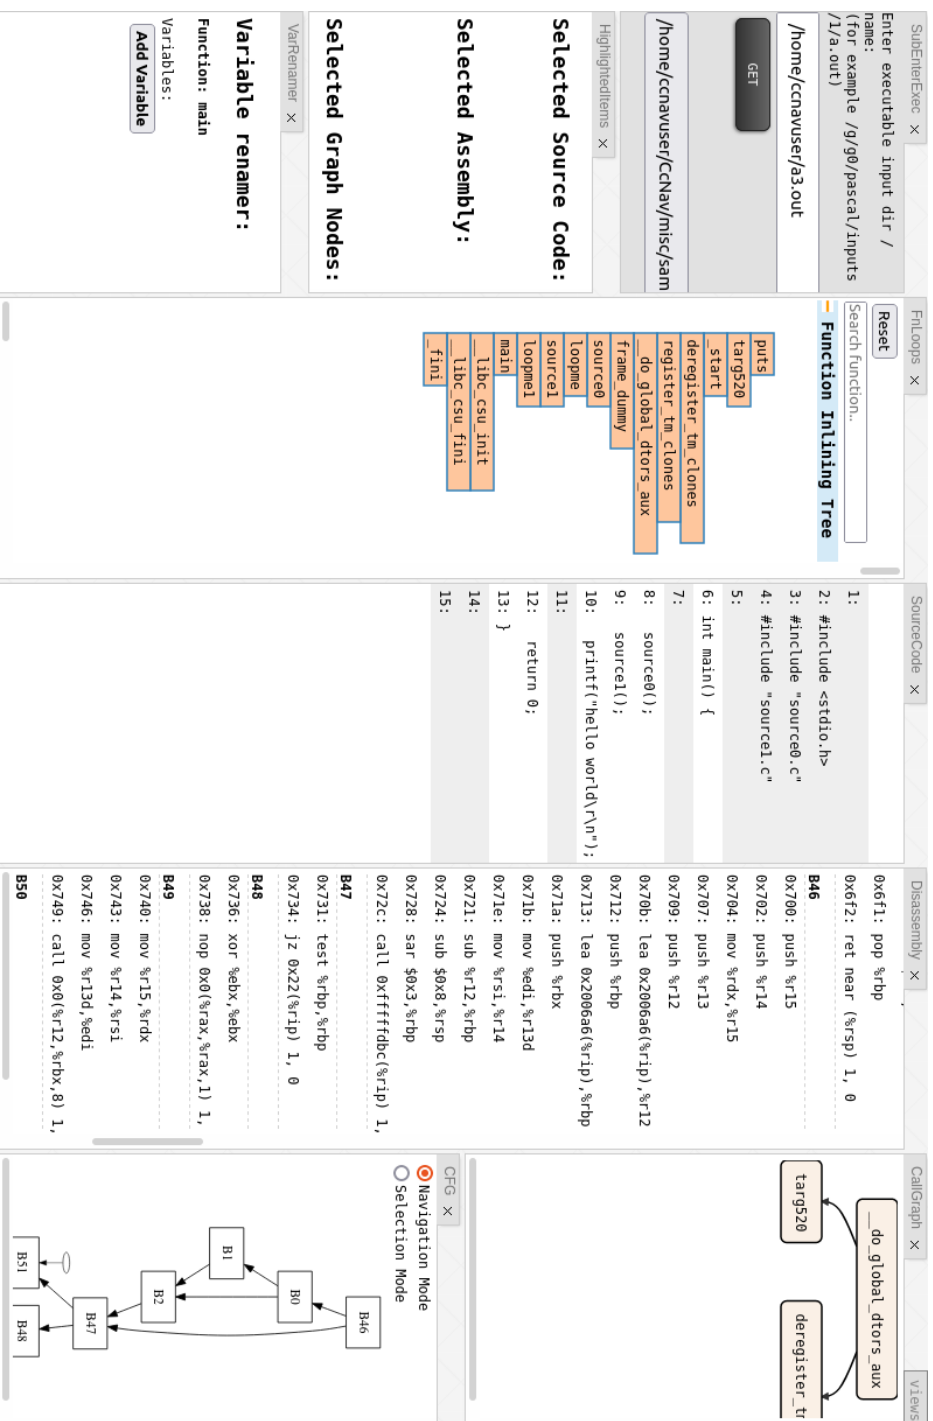 SubEnterExec ×
Enter executable input dir /
name:
(for example /g/g0/pascal/inputs
/1/a.out)
/home/ccnavuser/a3.out
GET
/home/ccnavuser/CcNav/misc/sam
HighlightedItems ×
Selected Source Code:
Selected Assembly:
Selected Graph Nodes:
VarRenamer ×
Variable renamer:
Function: main
Variables:
Add Variable
FnLoops ×
Reset
Search function..
Function Inlining Tree
puts
targ520
_start
deregister_tm_clones
register_tm_clones
__do_global_dtors_aux
frame_dummy
source0
loopme
source1
loopme1
main
__libc_csu_init
__libc_csu_fini
_fini
SourceCode ×
1:
2: #include <stdio.h>
3: #include "source0.c"
4: #include "source1.c"
5:
6: int main() {
7:
8:   source0();
9:   source1();
10:   printf("hello world\r\n");
11:
12:   return 0;
13: }
14:
15:
Disassembly ×
0x6f1: pop %rbp
0x6f2: ret near (%rsp) 1, 0
B46
0x700: push %r15
0x702: push %r14
0x704: mov %rdx,%r15
0x707: push %r13
0x709: push %r12
0x70b: lea 0x2006a6(%rip),%r12
0x712: push %rbp
0x713: lea 0x2006a6(%rip),%rbp
0x71a: push %rbx
0x71b: mov %edi,%r13d
0x71e: mov %rsi,%r14
0x721: sub %r12,%rbp
0x724: sub $0x8,%rsp
0x728: sar $0x3,%rbp
0x72c: call 0xfffffdbc(%rip) 1,
B47
0x731: test %rbp,%rbp
0x734: jz 0x22(%rip) 1, 0
B48
0x736: xor %ebx,%ebx
0x738: nop 0x0(%rax,%rax,1) 1,
B49
0x740: mov %r15,%rdx
0x743: mov %r14,%rsi
0x746: mov %r13d,%edi
0x749: call 0x0(%r12,%rbx,8) 1,
B50
CallGraph ×
views
__do_global_dtors_aux
targ520
deregister_t
CFG ×
Navigation Mode
Selection Mode
B46
B0
B1
B2
B47
B51
B48